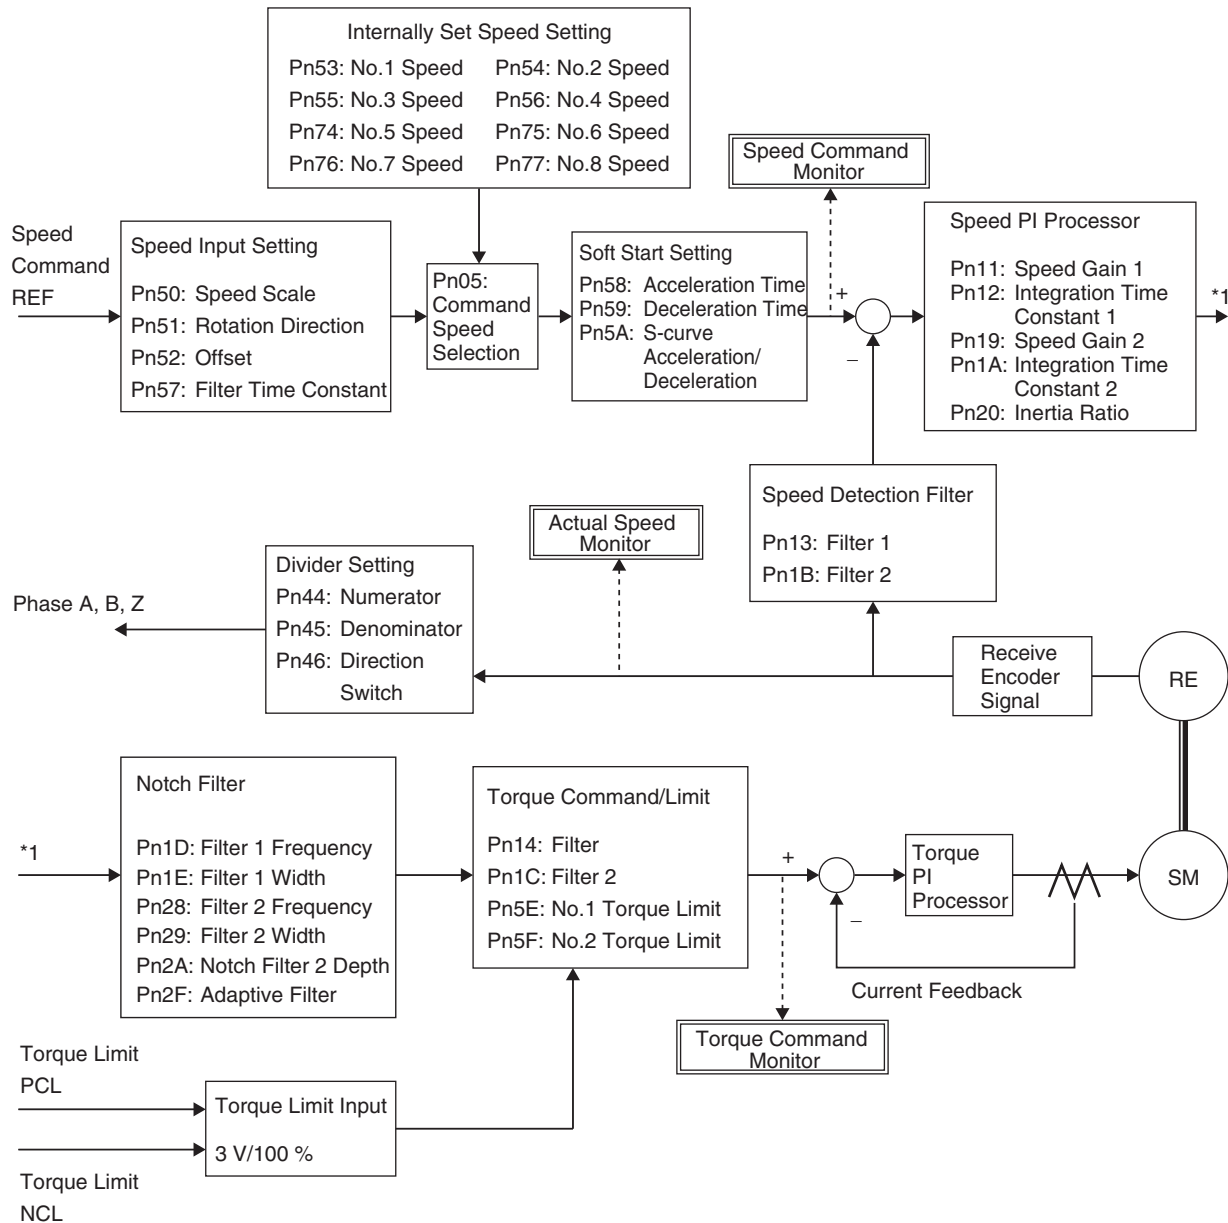 Internally Set Speed Setting
Pn53: No.1 Speed Pn54: No.2 Speed
Pn55: No.3 Speed Pn56: No.4 Speed
Pn74: No.5 Speed Pn75: No.6 Speed
Pn76: No.7 Speed Pn77: No.8 Speed
Speed Command
Monitor
Speed
Command
REF
Speed Input Setting
Pn50: Speed Scale
Pn51: Rotation Direction
Pn52: Offset
Pn57: Filter Time Constant
Pn05:
Command
Speed
Selection
Soft Start Setting
Pn58: Acceleration Time
Pn59: Deceleration Time
Pn5A: S-curve
Acceleration/
Deceleration
+
−
Speed PI Processor
Pn11: Speed Gain 1
Pn12: Integration Time
Constant 1
Pn19: Speed Gain 2
Pn1A: Integration Time
Constant 2
Pn20: Inertia Ratio
*1
Speed Detection Filter
Pn13: Filter 1
Pn1B: Filter 2
Actual Speed
Monitor
Divider Setting
Pn44: Numerator
Pn45: Denominator
Pn46: Direction
Switch
Phase A, B, Z
Receive
Encoder
Signal
RE
*1
Notch Filter
Pn1D: Filter 1 Frequency
Pn1E: Filter 1 Width
Pn28: Filter 2 Frequency
Pn29: Filter 2 Width
Pn2A: Notch Filter 2 Depth
Pn2F: Adaptive Filter
Torque Command/Limit
Pn14: Filter
Pn1C: Filter 2
Pn5E: No.1 Torque Limit
Pn5F: No.2 Torque Limit
+
−
Torque
PI
Processor
SM
Current Feedback
Torque Command
Monitor
Torque Limit
PCL
Torque Limit Input
3 V/100 %
Torque Limit
NCL